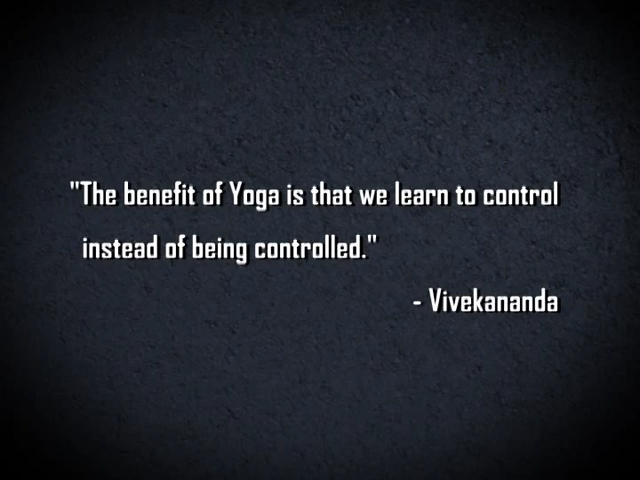 "The benefit of Yoga is that we learn to control
instead of being controlled."
- Vivekananda